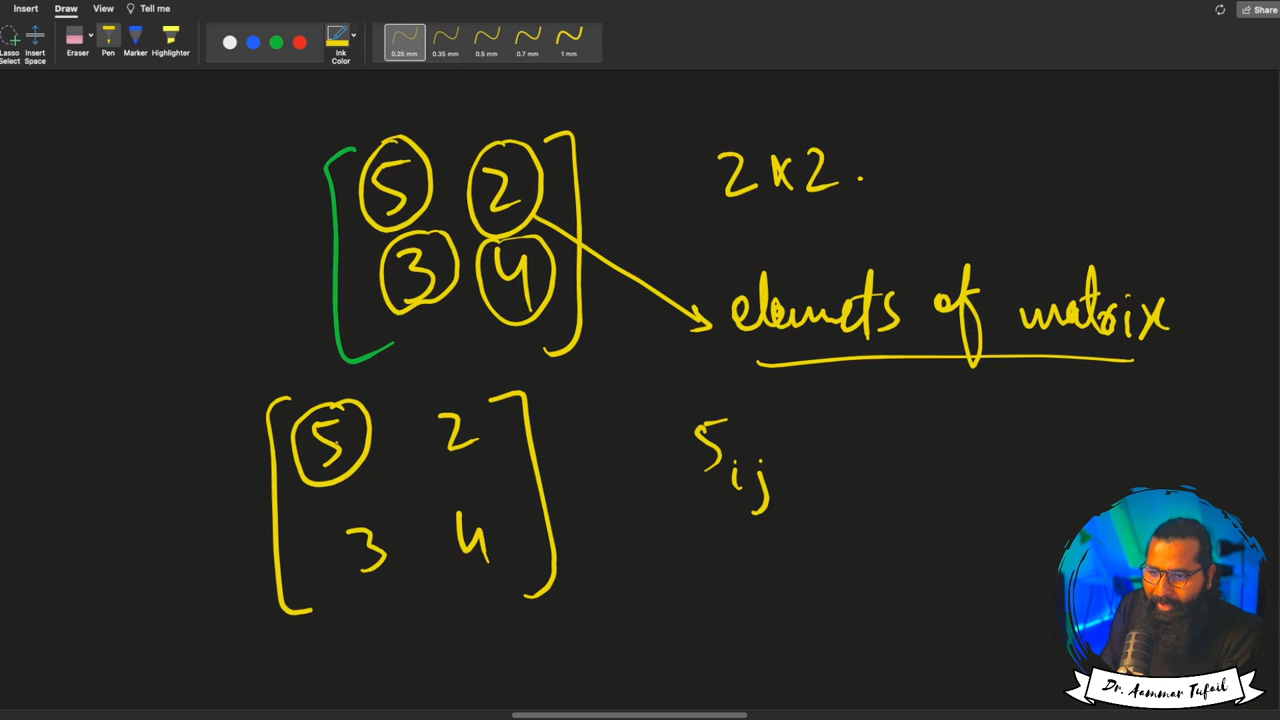 Insert Draw View Tell me
Share
Lasso Select
Insert Space
Eraser
Pen
Marker
Highlighter
Ink Color
0.25 mm
0.35 mm
0.5 mm
0.7 mm
1 mm
5 2
3 4
2x2.
elemets of matrix
5 2
3 4
5ij
Dr. Aammar Tufail